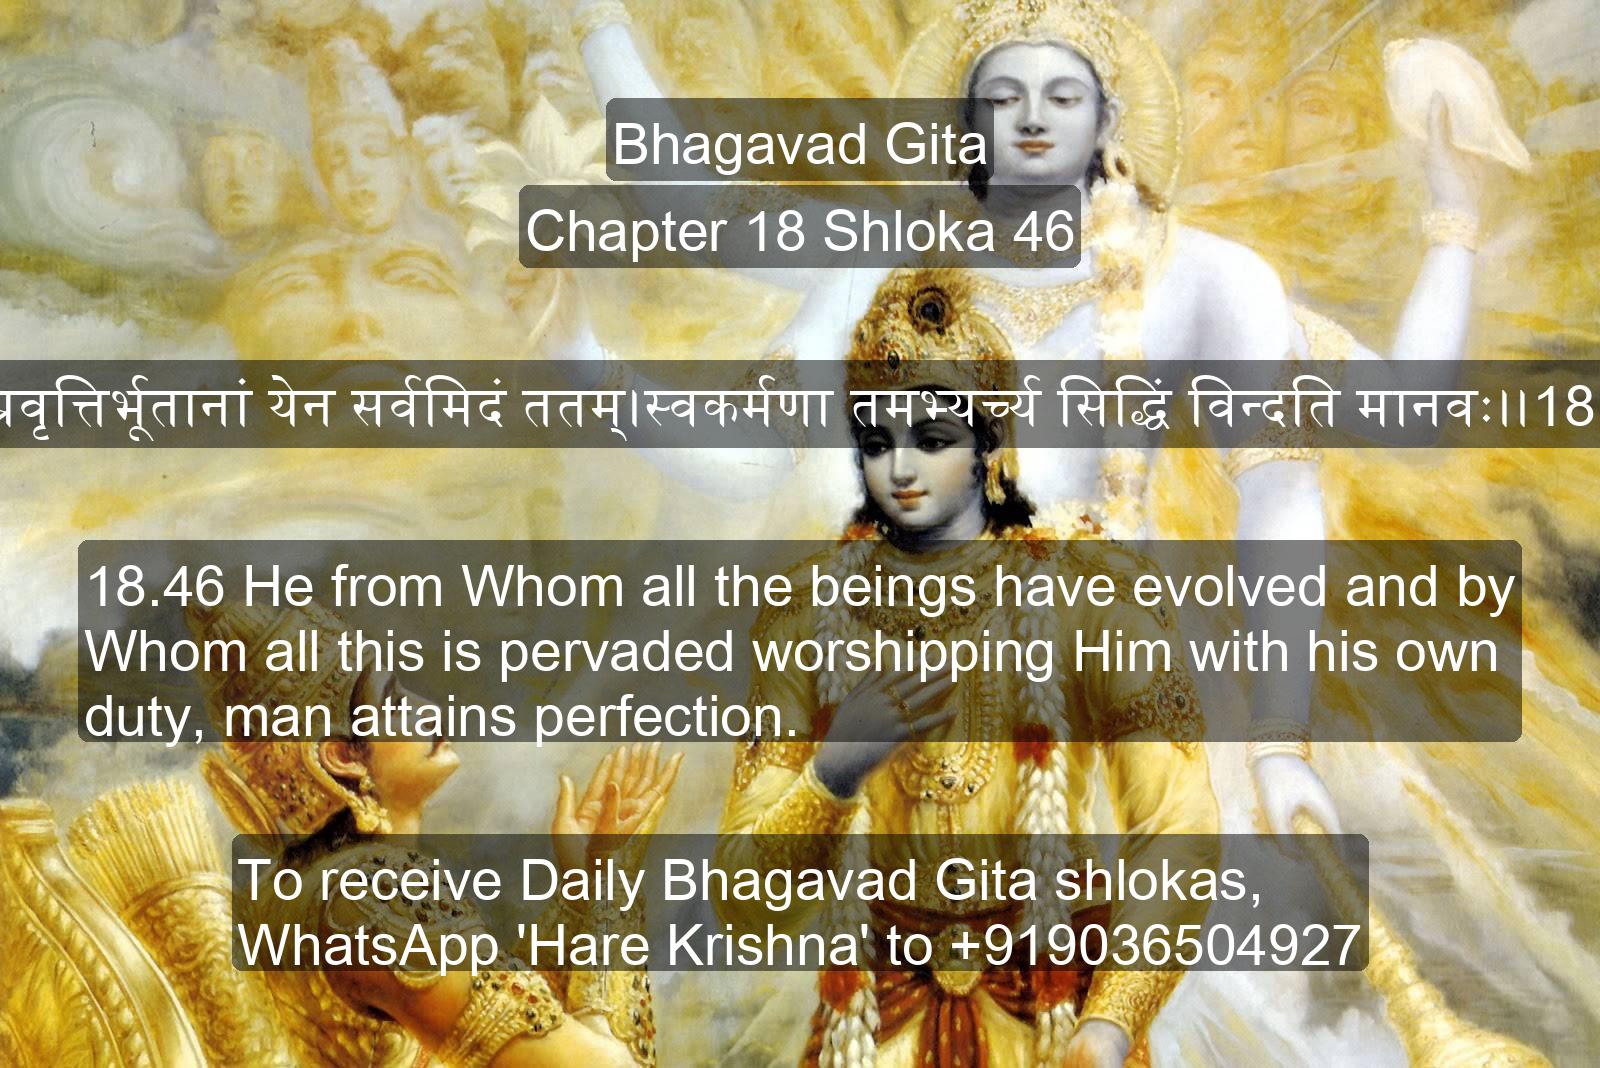 Bhagavad Gita
Chapter 18 Shloka 46
येन सर्वमिदं ततम्।स्वकर्मणा तमभ्यर्च्य सिद्धिं विन्दति मानवः।।18
18.46 He from Whom all the beings have evolved and by
Whom all this is pervaded worshipping Him with his own
duty, man attains perfection.
To receive Daily Bhagavad Gita shlokas,
WhatsApp 'Hare Krishna' to +919036504927